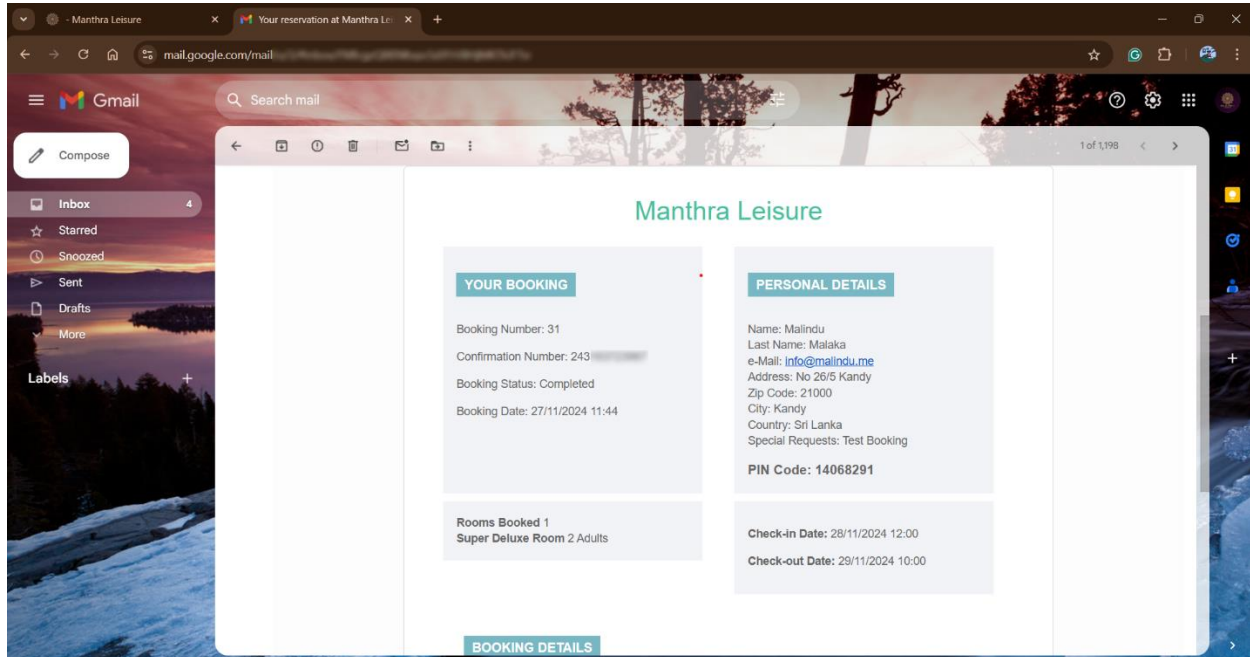 - Manthra Leisure
Your reservation at Manthra Lei
mail.google.com/mail
Gmail
Search mail
Compose
1 of 1,198
Inbox 4
Starred
Snoozed
Sent
Drafts
More
Labels
31
Manthra Leisure
YOUR BOOKING
Booking Number: 31
Confirmation Number: 243
Booking Status: Completed
Booking Date: 27/11/2024 11:44
PERSONAL DETAILS
Name: Malindu
Last Name: Malaka
e-Mail: info@malindu.me
Address: No 26/5 Kandy
Zip Code: 21000
City: Kandy
Country: Sri Lanka
Special Requests: Test Booking
PIN Code: 14068291
Rooms Booked 1
Super Deluxe Room 2 Adults
Check-in Date: 28/11/2024 12:00
Check-out Date: 29/11/2024 10:00
BOOKING DETAILS